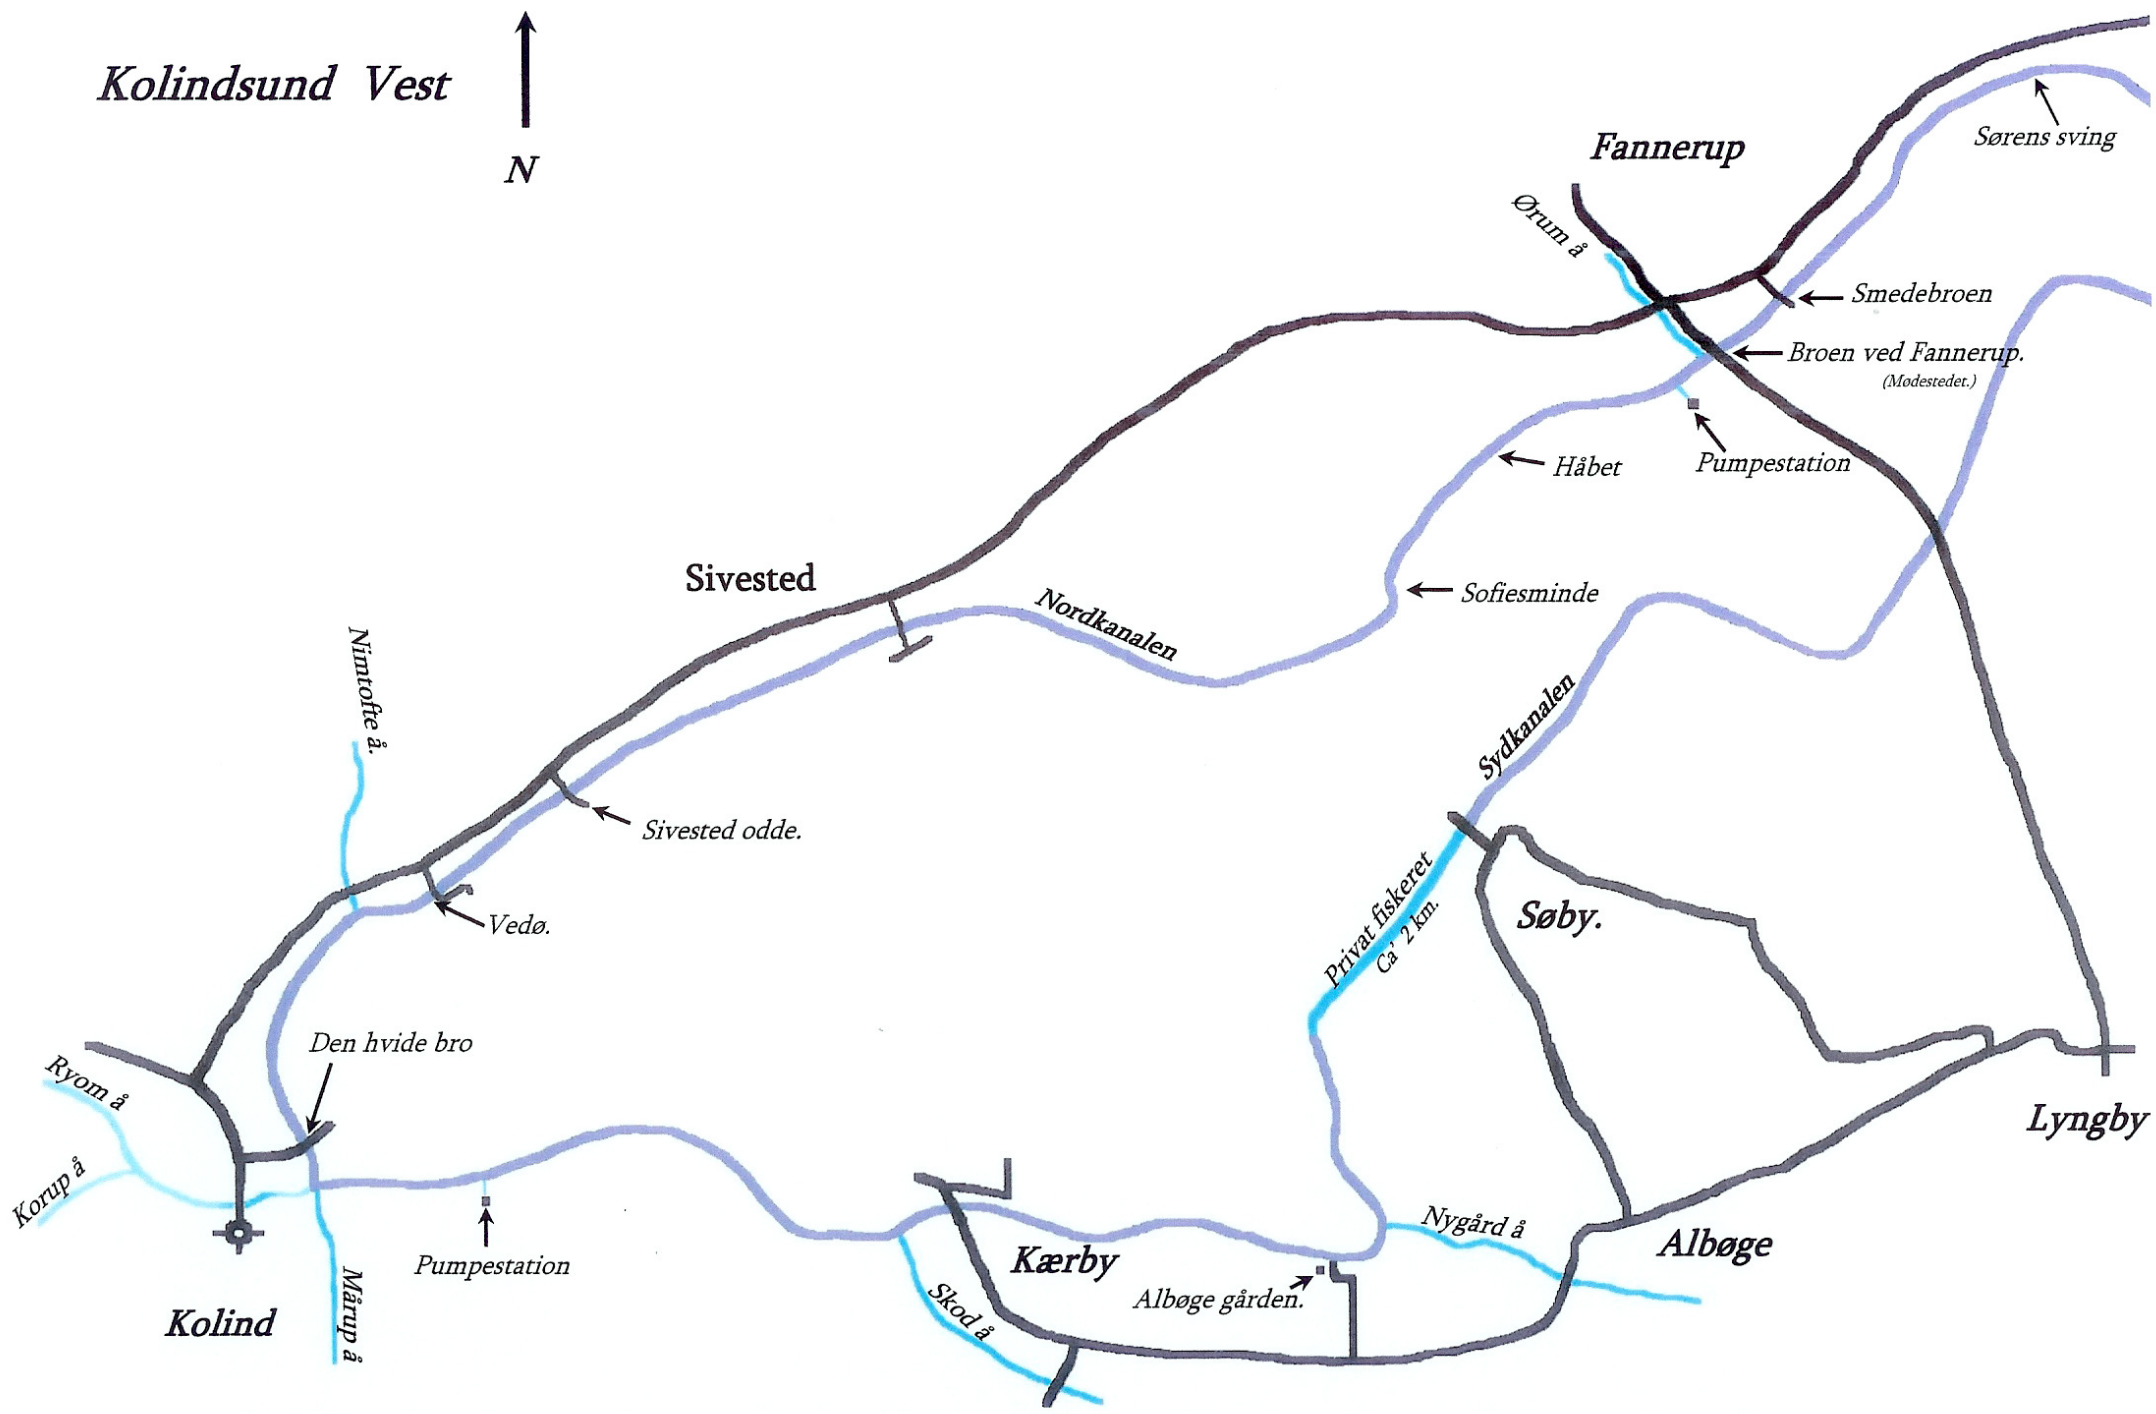 Kolindsund Vest
N
Fannerup
Sørens sving
Ørum å
Smedebroen
Broen ved Fannerup.
(Mødestedet.)
Pumpestation
Håbet
Sivested
Sofiesminde
Nordkanalen
Nimtofte å.
Sydkanalen
Sivested odde.
Privat fiskeret
Ca' 2 km.
Søby.
Vedø.
Den hvide bro
Ryom å
Korup å
Lyngby
Nygård å
Albøge
Kærby
Pumpestation
Albøge gården.
Skod å
Mårup å
Kolind